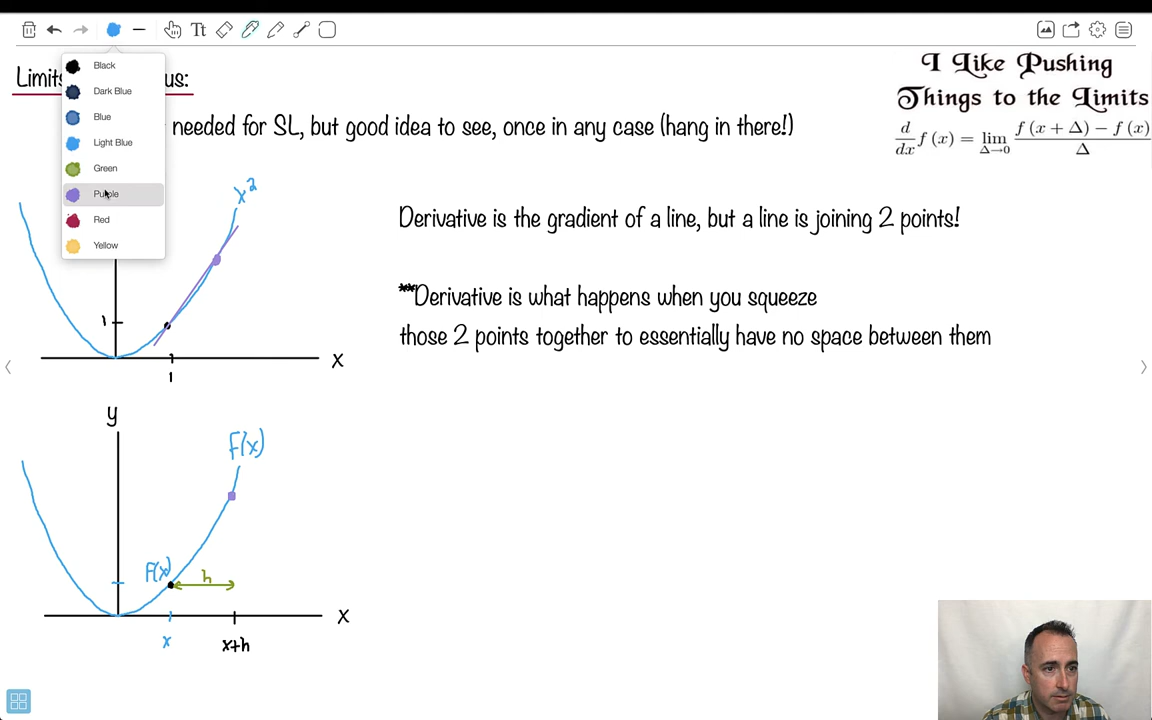 Tt
Black
Dark Blue
Blue
Light Blue
Green
Purple
Red
Yellow
Limits us:
needed for SL, but good idea to see, once in any case (hang in there!)
I Like Pushing
Things to the Limits
d/dx f(x) = lim Δ→0 f(x + Δ) − f(x) / Δ
x²
Derivative is the gradient of a line, but a line is joining 2 points!
**Derivative is what happens when you squeeze
those 2 points together to essentially have no space between them
1
x
1
y
F(x)
F(x)
h
x
x
x+h